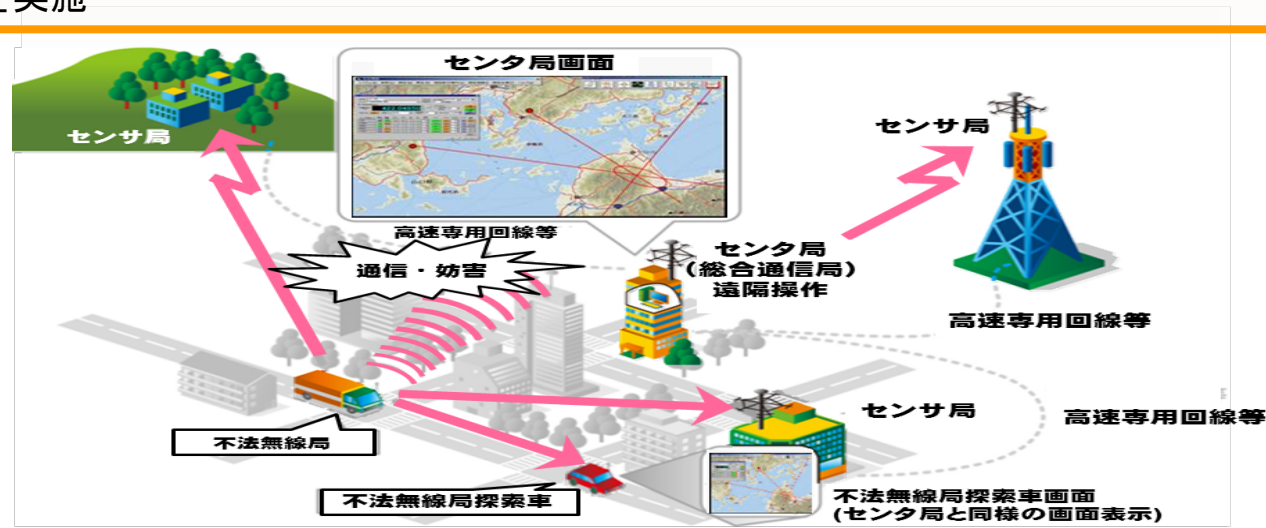 実施
センタ局画面
センサ局
センサ局
高速専用回線等
通信・妨害
センタ局
(総合通信局)
遠隔操作
高速専用回線等
不法無線局
センサ局
高速専用回線等
不法無線局探索車
不法無線局探索車画面
(センタ局と同様の画面表示)